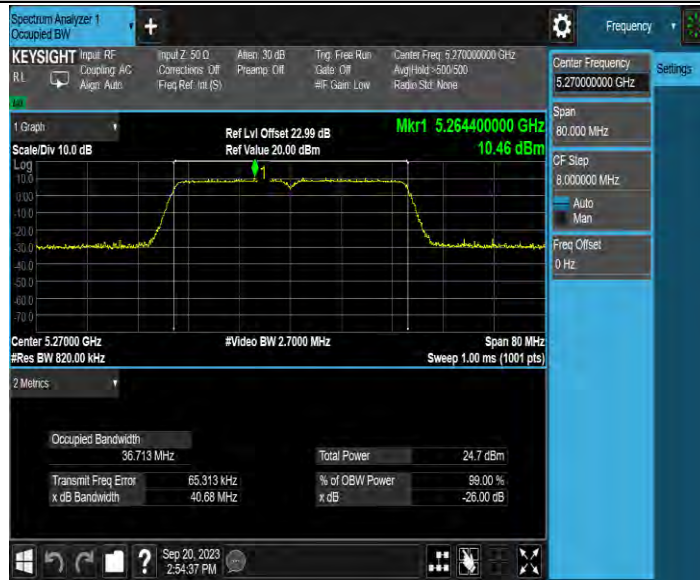 Spectrum Analyzer 1
Occupied BW
+
Frequency
KEYSIGHT Input: RF Input Z: 50 Ω Atten: 30 dB Trig: Free Run Center Freq: 5.270000000 GHz
RL Coupling: AC Corrections: Off Preamp: Off Gate: Off Avg|Hold:>500/500
Align: Auto Freq Ref: Int (S) #IF Gain: Low Radio Std: None
1 Graph Ref Lvl Offset 22.99 dB Mkr1 5.264400000 GHz
Scale/Div 10.0 dB Ref Value 20.00 dBm 10.46 dBm
Log
10.0
0.00
-10.0
-20.0
-30.0
-40.0
-50.0
-60.0
-70.0
1
Center 5.27000 GHz #Video BW 2.7000 MHz Span 80 MHz
#Res BW 820.00 kHz Sweep 1.00 ms (1001 pts)
2 Metrics
Occupied Bandwidth
36.713 MHz Total Power 24.7 dBm
Transmit Freq Error 65.313 kHz % of OBW Power 99.00 %
x dB Bandwidth 40.68 MHz x dB -26.00 dB
Center Frequency
5.270000000 GHz
Settings
Span
80.000 MHz
CF Step
8.000000 MHz
Auto
Man
Freq Offset
0 Hz
?
Sep 20, 2023
2:54:37 PM